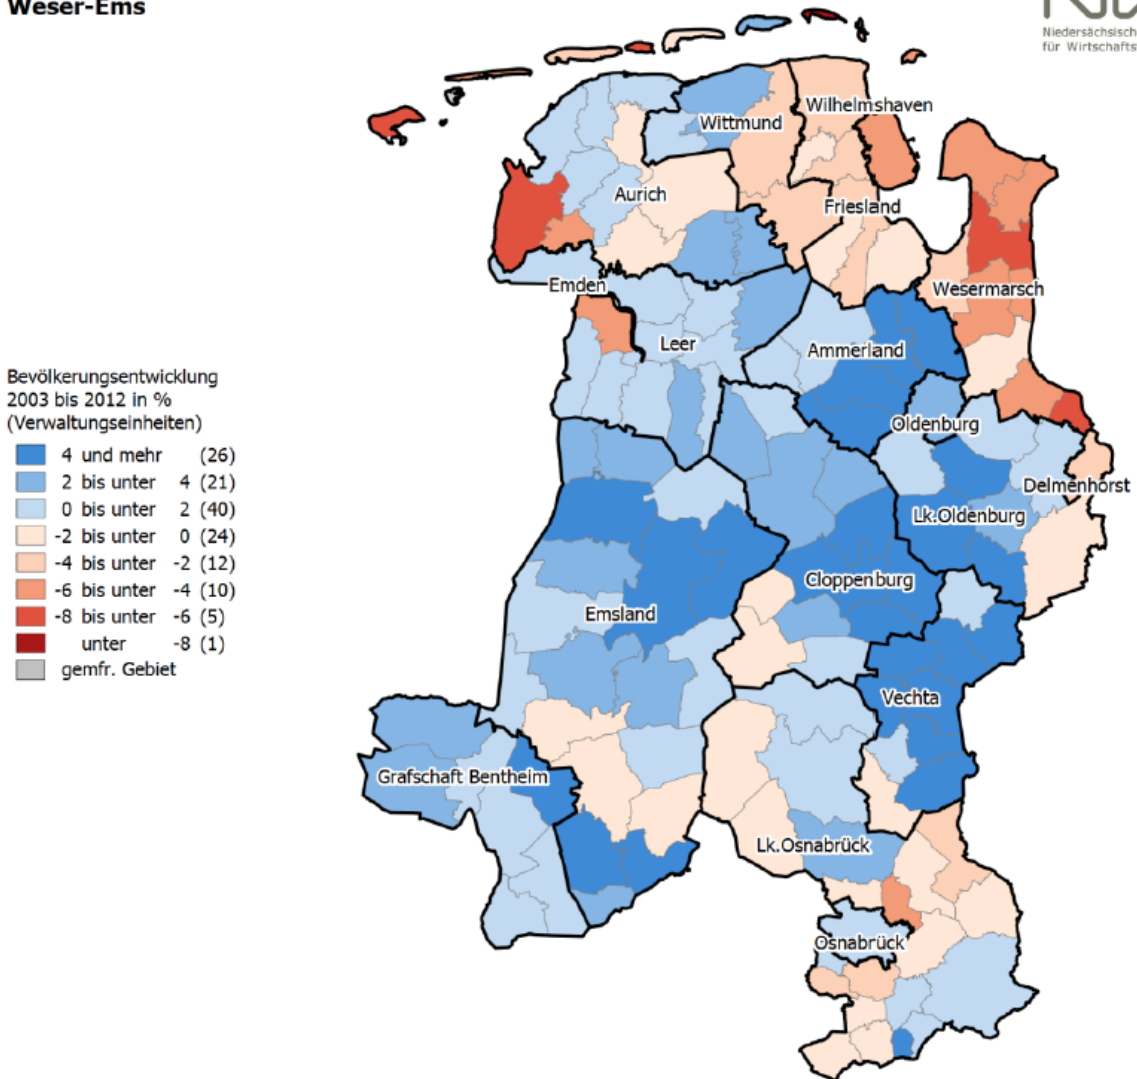 Weser-Ems
Niedersächsisch
für Wirtschafts
Wilhelmshaven
Wittmund
Aurich
Friesland
Emden
Wesermarsch
Leer
Ammerland
Bevölkerungsentwicklung
2003 bis 2012 in %
(Verwaltungseinheiten)
4 und mehr (26)
2 bis unter 4 (21)
0 bis unter 2 (40)
-2 bis unter 0 (24)
-4 bis unter -2 (12)
-6 bis unter -4 (10)
-8 bis unter -6 (5)
unter -8 (1)
gemfr. Gebiet
Oldenburg
Delmenhorst
Lk.Oldenburg
Cloppenburg
Emsland
Vechta
Grafschaft Bentheim
Lk.Osnabrück
Osnabrück